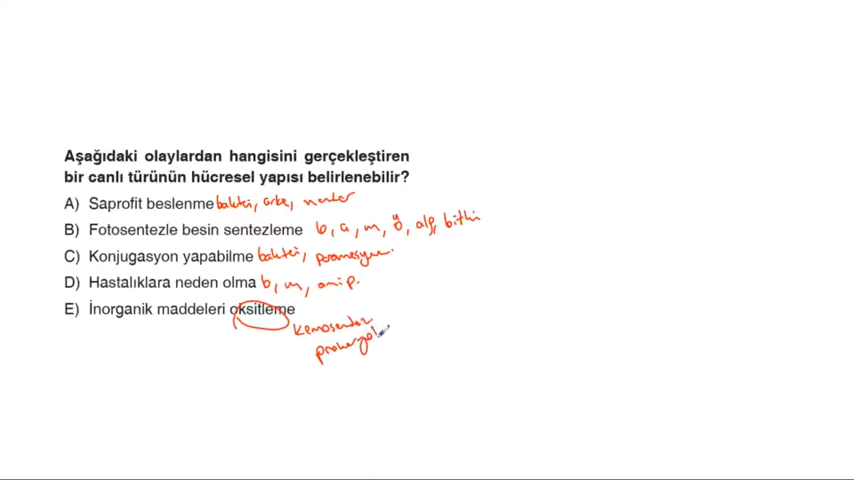 Aşağıdaki olaylardan hangisini gerçekleştiren
bir canlı türünün hücresel yapısı belirlenebilir?
A) Saprofit beslenme bakteri, arke, mantar
B) Fotosentezle besin sentezleme b, a, m, ö, alg, bitki
C) Konjugasyon yapabilme bakteri, paramesyum.
D) Hastalıklara neden olma b, m, amip.
E) İnorganik maddeleri oksitleme
Kemosentez
prokaryot